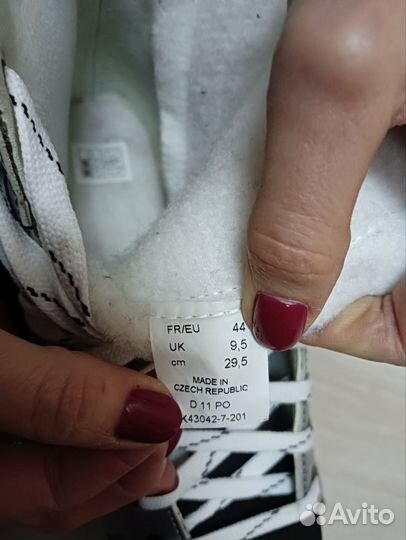 FR/EU 44
UK 9,5
cm 29,5
MADE IN
CZECH REPUBLIC
D 11 PO
K43042-7-201
Avito